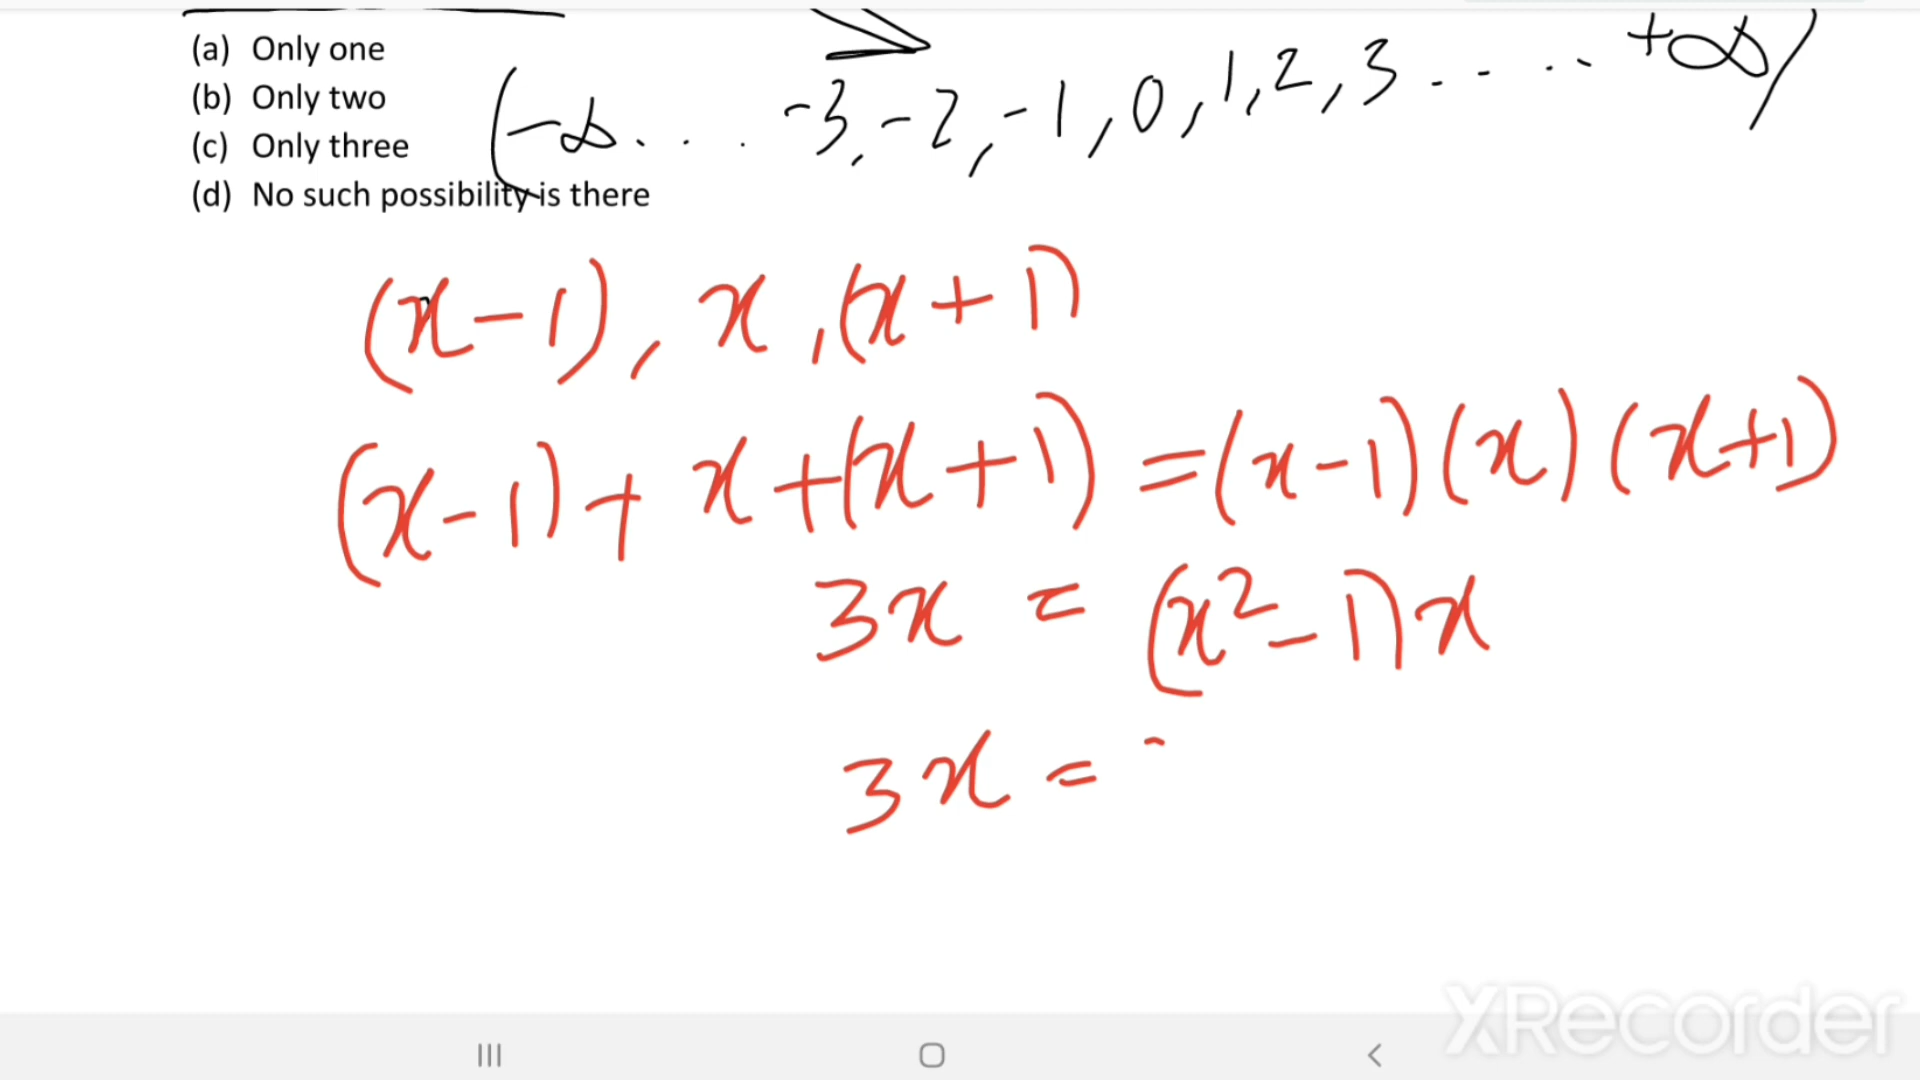 (a) Only one
(b) Only two
(c) Only three
(d) No such possibility is there
(-∞. . . -3, -2, -1, 0, 1, 2, 3 . . . . +∞)
(x-1), x, (x+1)
(x-1) + x + (x+1) = (x-1)(x)(x+1)
3x = (x²-1)x
3x =
XRecorder